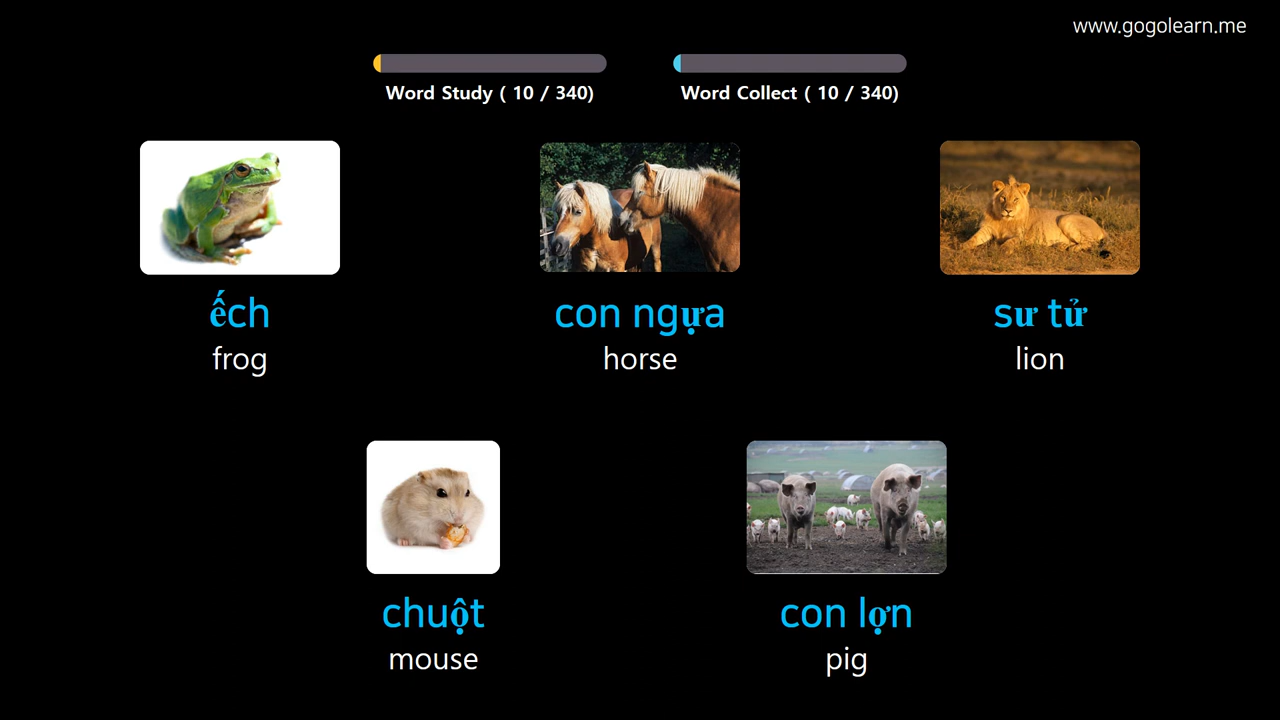 www.gogolearn.me
Word Study ( 10 / 340)
Word Collect ( 10 / 340)
ếch
frog
con ngựa
horse
sư tử
lion
chuột
mouse
con lợn
pig